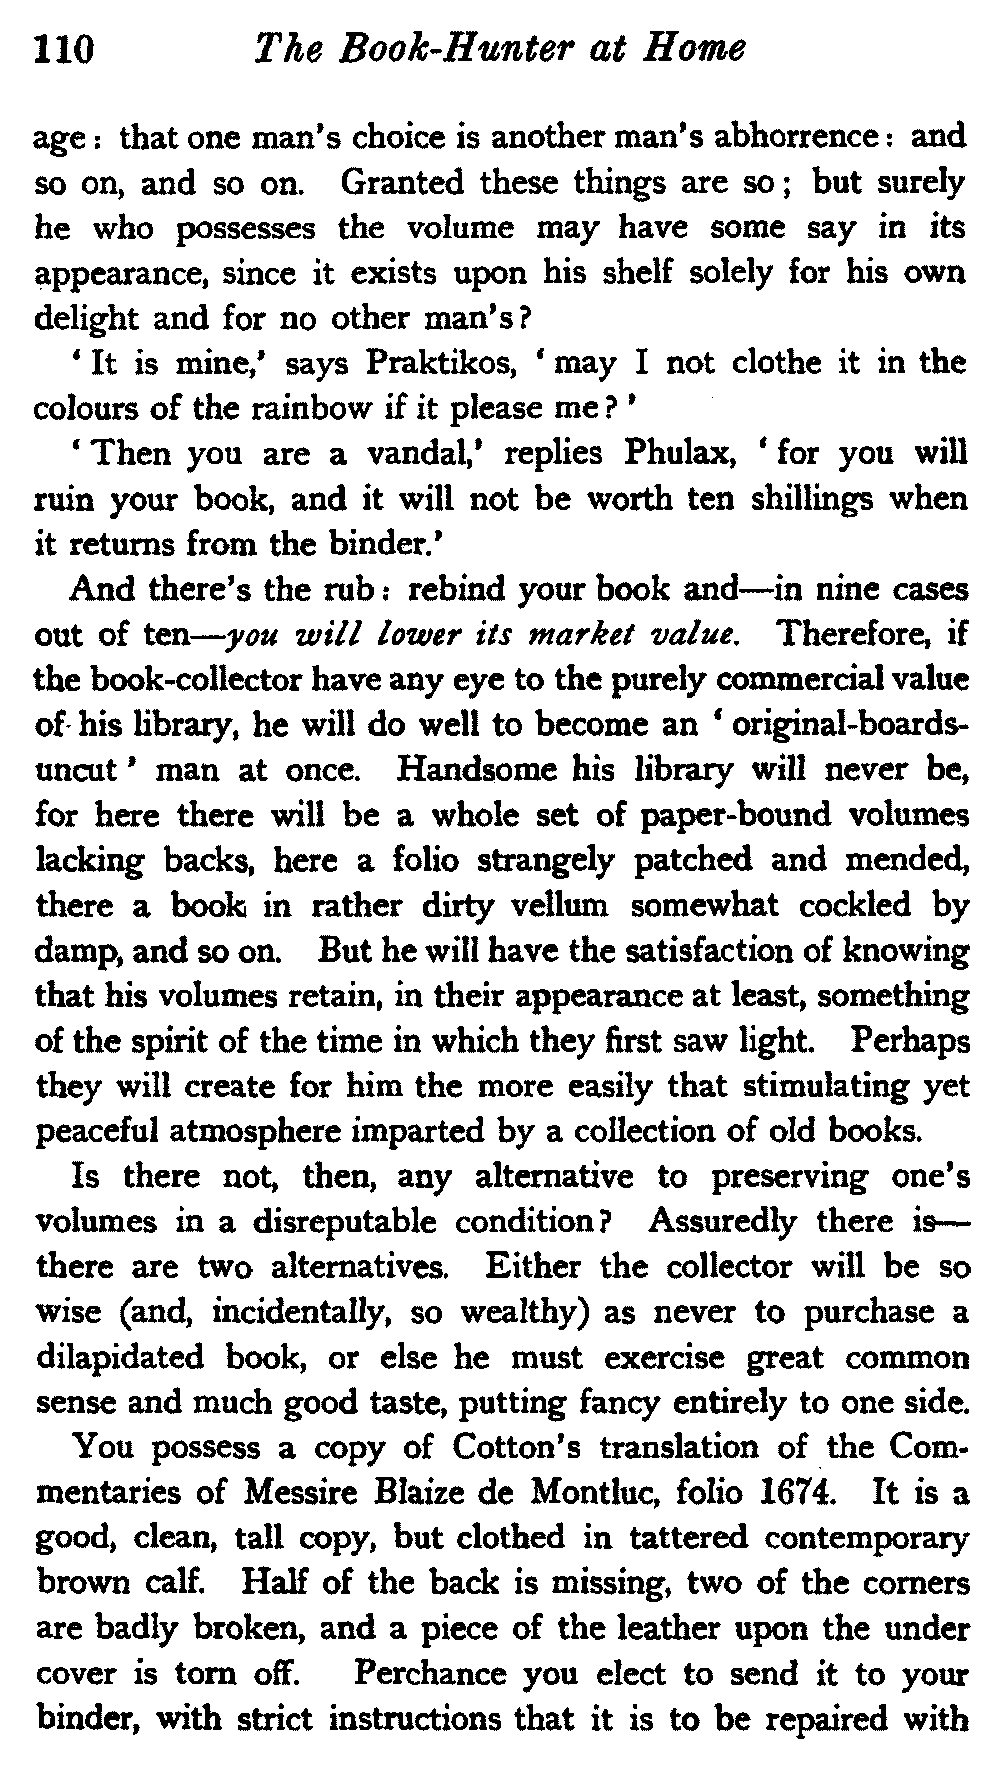 110 The Book-Hunter at Home
age: that one man's choice is another man's abhorrence: and
so on, and so on. Granted these things are so; but surely
he who possesses the volume may have some say in its
appearance, since it exists upon his shelf solely for his own
delight and for no other man's?
‘It is mine,’ says Praktikos, ‘may I not clothe it in the
colours of the rainbow if it please me?’
‘Then you are a vandal,’ replies Phulax, ‘for you will
ruin your book, and it will not be worth ten shillings when
it returns from the binder.’
And there's the rub: rebind your book and—in nine cases
out of ten—you will lower its market value. Therefore, if
the book-collector have any eye to the purely commercial value
of his library, he will do well to become an ‘original-boards-
uncut’ man at once. Handsome his library will never be,
for here there will be a whole set of paper-bound volumes
lacking backs, here a folio strangely patched and mended,
there a book in rather dirty vellum somewhat cockled by
damp, and so on. But he will have the satisfaction of knowing
that his volumes retain, in their appearance at least, something
of the spirit of the time in which they first saw light. Perhaps
they will create for him the more easily that stimulating yet
peaceful atmosphere imparted by a collection of old books.
Is there not, then, any alternative to preserving one's
volumes in a disreputable condition? Assuredly there is—
there are two alternatives. Either the collector will be so
wise (and, incidentally, so wealthy) as never to purchase a
dilapidated book, or else he must exercise great common
sense and much good taste, putting fancy entirely to one side.
You possess a copy of Cotton's translation of the Com-
mentaries of Messire Blaize de Montluc, folio 1674. It is a
good, clean, tall copy, but clothed in tattered contemporary
brown calf. Half of the back is missing, two of the corners
are badly broken, and a piece of the leather upon the under
cover is torn off. Perchance you elect to send it to your
binder, with strict instructions that it is to be repaired with